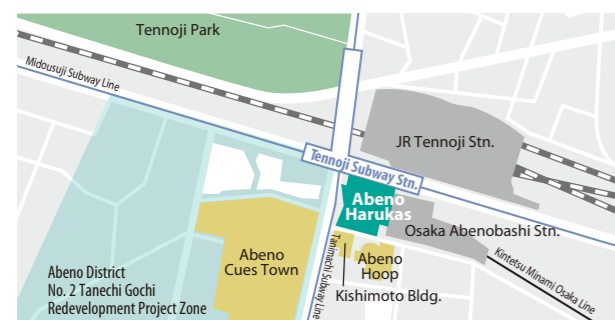 Tennoji Park
Midousuji Subway Line
JR Tennoji Stn.
Tennoji Subway Stn.
Abeno
Harukas
Osaka Abenobashi Stn.
Abeno
Cues Town
Abeno
Hoop
Tanimachi Subway Line
Kishimoto Bldg.
Kintetsu Minami Osaka Line
Abeno District
No. 2 Tanechi Gochi
Redevelopment Project Zone